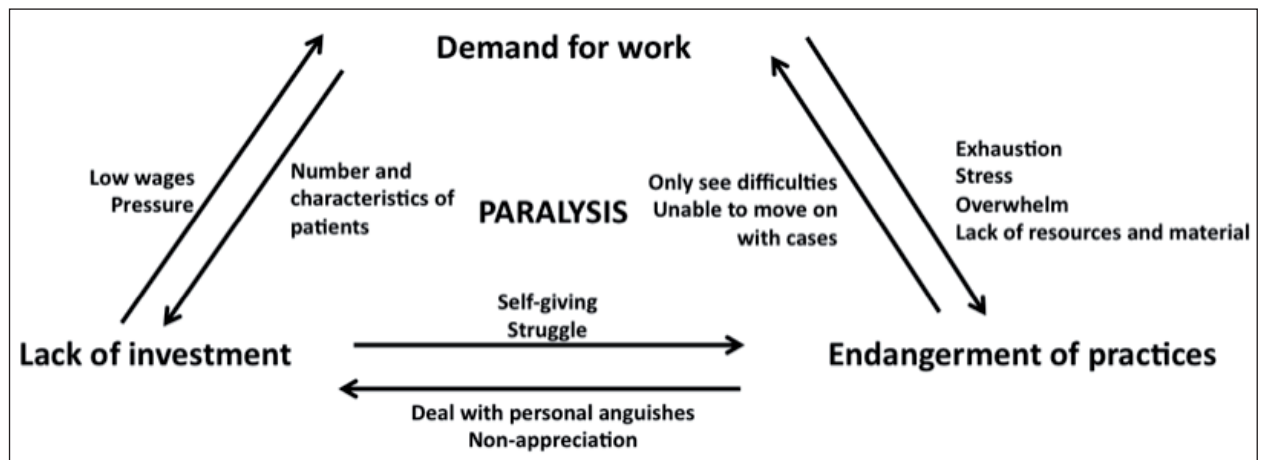 Demand for work
Low wages
Pressure
Number and
characteristics of
patients
PARALYSIS
Only see difficulties
Unable to move on
with cases
Exhaustion
Stress
Overwhelm
Lack of resources and material
Self-giving
Struggle
Lack of investment
Endangerment of practices
Deal with personal anguishes
Non-appreciation